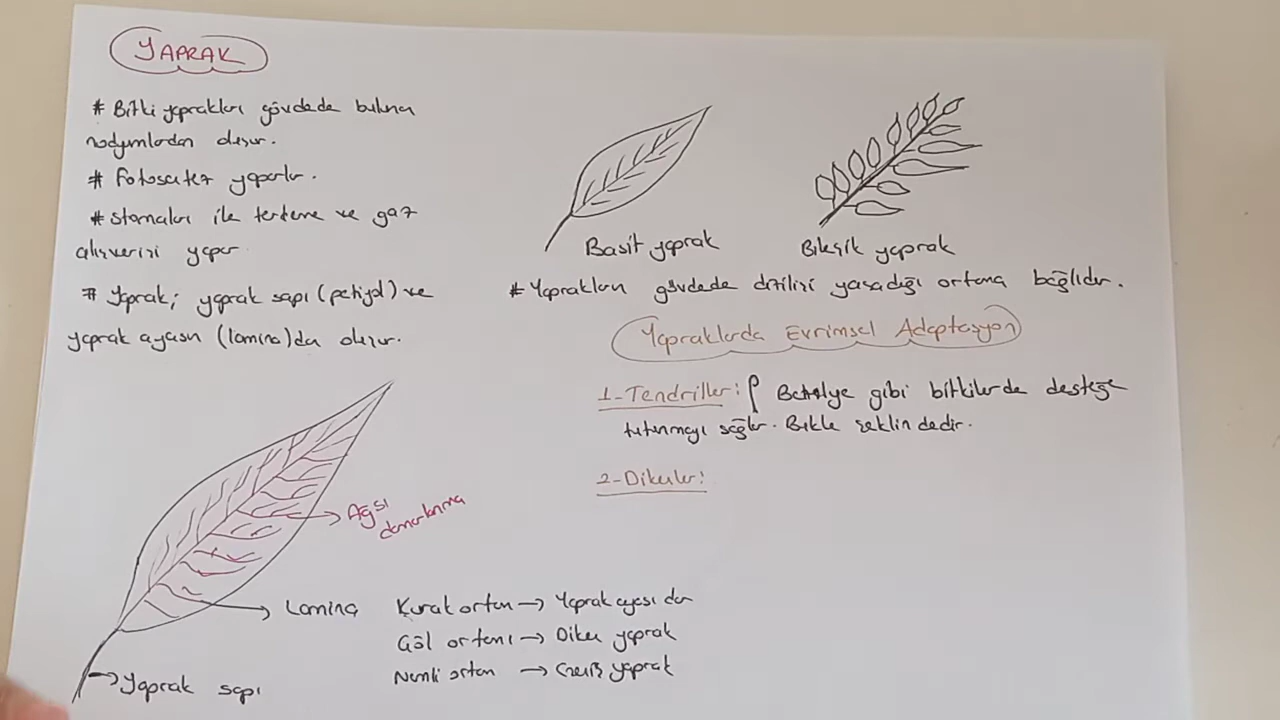 YAPRAK
# Bitki yaprakları gövdede bulunan
nodyumlardan oluşur.
# Fotosentez yaparlar.
# Stomaları ile terleme ve gaz
alışverişi yapar.
# Yaprak; yaprak sapı (petiyol) ve
yaprak ayasın (lamina)'dan oluşur.
Ağsı
damarlanma
Lamina
Yaprak sapı
Kurak ortam → Yaprak ayası dar
Çöl ortamı → Diken yaprak
Nemli ortam → Geniş yaprak
Basit yaprak
Bileşik yaprak
# Yaprakları gövdede dizilişi yaşadığı ortama bağlıdır.
Yapraklarda Evrimsel Adaptasyon
1-Tendriller: Bezelye gibi bitkilerde desteğe
tutunmayı sağlar. Bukle şeklindedir.
2-Dikenler: